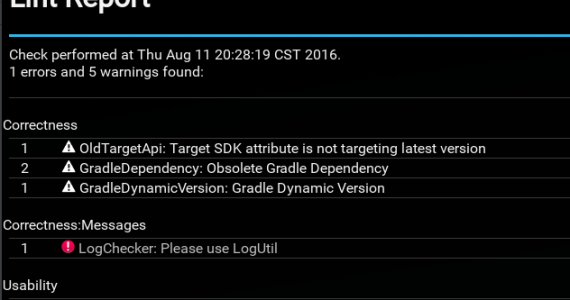 Lint Report
Check performed at Thu Aug 11 20:28:19 CST 2016.
1 errors and 5 warnings found:
Correctness
1 OldTargetApi: Target SDK attribute is not targeting latest version
2 GradleDependency: Obsolete Gradle Dependency
1 GradleDynamicVersion: Gradle Dynamic Version
Correctness:Messages
1 LogChecker: Please use LogUtil
Usability